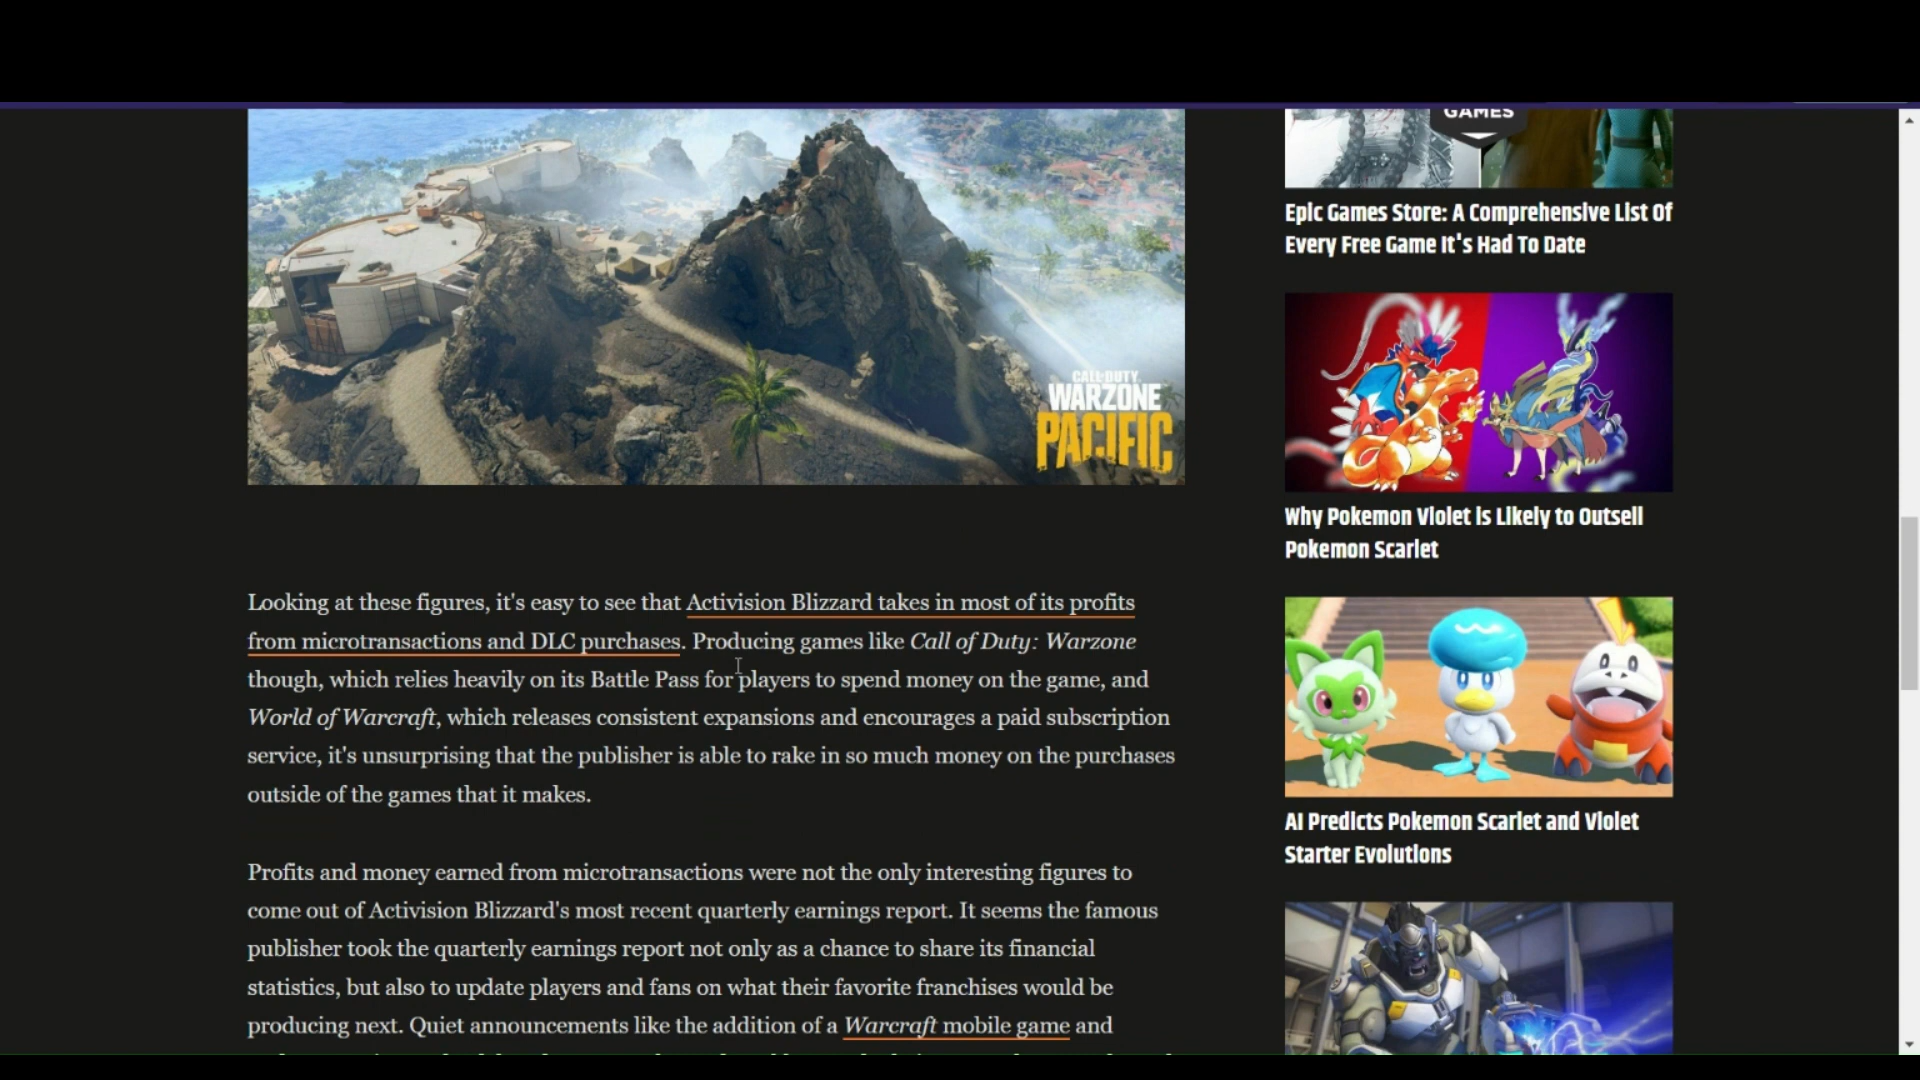 CALL OF DUTY
WARZONE
PACIFIC
Looking at these figures, it's easy to see that Activision Blizzard takes in most of its profits
from microtransactions and DLC purchases. Producing games like Call of Duty: Warzone
though, which relies heavily on its Battle Pass for players to spend money on the game, and
World of Warcraft, which releases consistent expansions and encourages a paid subscription
service, it's unsurprising that the publisher is able to rake in so much money on the purchases
outside of the games that it makes.
Profits and money earned from microtransactions were not the only interesting figures to
come out of Activision Blizzard's most recent quarterly earnings report. It seems the famous
publisher took the quarterly earnings report not only as a chance to share its financial
statistics, but also to update players and fans on what their favorite franchises would be
producing next. Quiet announcements like the addition of a Warcraft mobile game and
GAMES
Epic Games Store: A Comprehensive List Of
Every Free Game It's Had To Date
Why Pokemon Violet is Likely to Outsell
Pokemon Scarlet
AI Predicts Pokemon Scarlet and Violet
Starter Evolutions